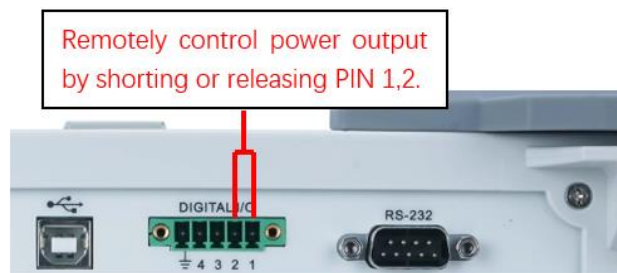 Remotely control power output
by shorting or releasing PIN 1,2.
DIGITAL I/O
RS-232
4 3 2 1